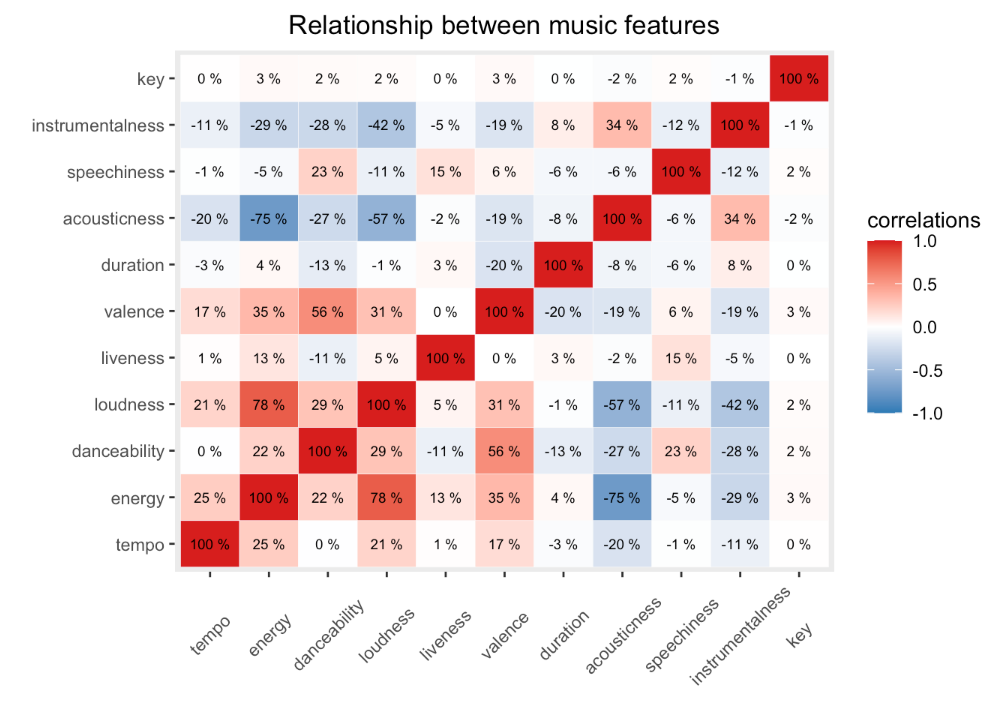 Relationship between music features
key 0 % 3 % 2 % 2 % 0 % 3 % 0 % -2 % 2 % -1 % 100 %
instrumentalness -11 % -29 % -28 % -42 % -5 % -19 % 8 % 34 % -12 % 100 % -1 %
speechiness -1 % -5 % 23 % -11 % 15 % 6 % -6 % -6 % 100 % -12 % 2 %
acousticness -20 % -75 % -27 % -57 % -2 % -19 % -8 % 100 % -6 % 34 % -2 %
duration -3 % 4 % -13 % -1 % 3 % -20 % 100 % -8 % -6 % 8 % 0 %
valence 17 % 35 % 56 % 31 % 0 % 100 % -20 % -19 % 6 % -19 % 3 %
liveness 1 % 13 % -11 % 5 % 100 % 0 % 3 % -2 % 15 % -5 % 0 %
loudness 21 % 78 % 29 % 100 % 5 % 31 % -1 % -57 % -11 % -42 % 2 %
danceability 0 % 22 % 100 % 29 % -11 % 56 % -13 % -27 % 23 % -28 % 2 %
energy 25 % 100 % 22 % 78 % 13 % 35 % 4 % -75 % -5 % -29 % 3 %
tempo 100 % 25 % 0 % 21 % 1 % 17 % -3 % -20 % -1 % -11 % 0 %
tempo energy danceability loudness liveness valence duration acousticness speechiness instrumentalness key
correlations
1.0
0.5
0.0
-0.5
-1.0